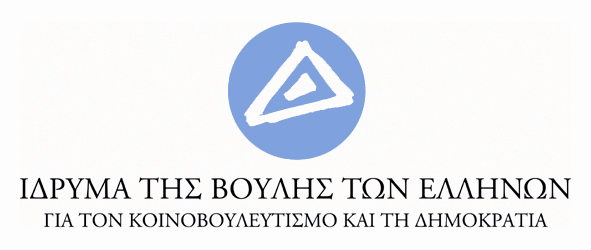 ΙΔΡΥΜΑ ΤΗΣ ΒΟΥΛΗΣ ΤΩΝ ΕΛΛΗΝΩΝ
ΓΙΑ ΤΟΝ ΚΟΙΝΟΒΟΥΛΕΥΤΙΣΜΟ ΚΑΙ ΤΗ ΔΗΜΟΚΡΑΤΙΑ